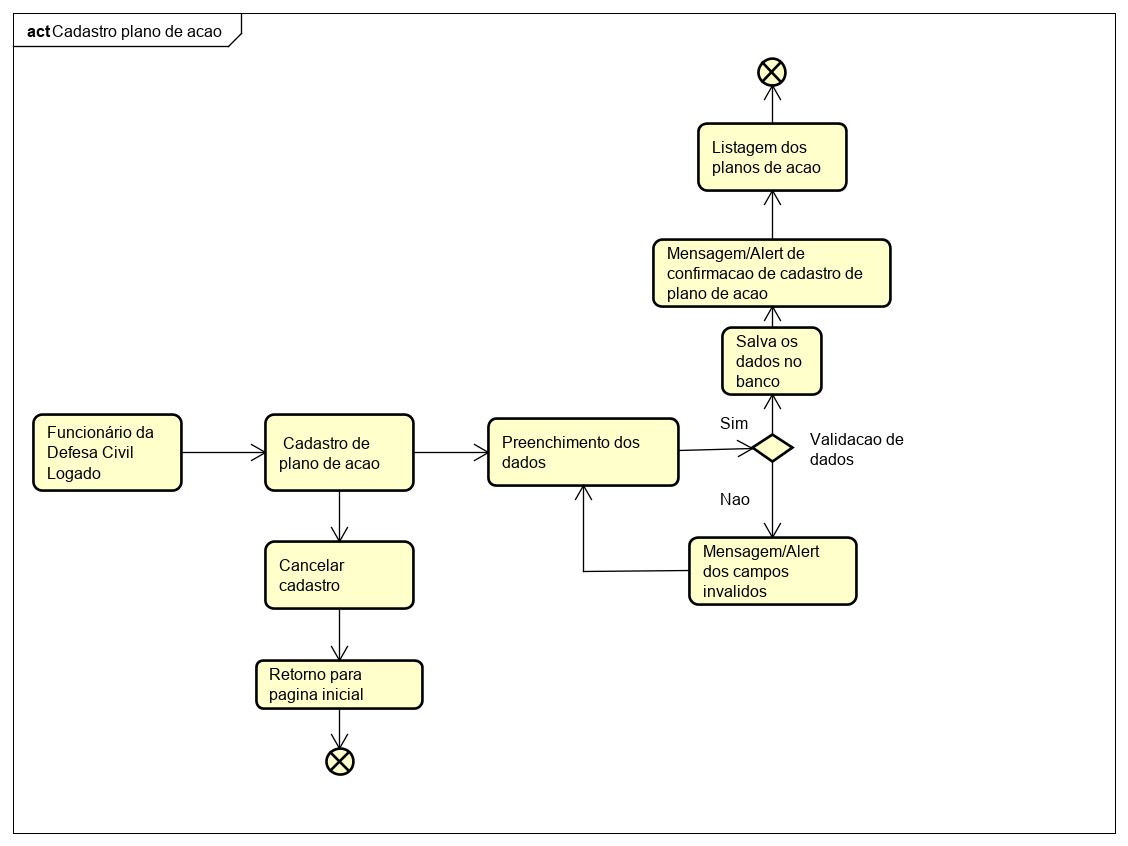 act Cadastro plano de acao
Listagem dos
planos de acao
Mensagem/Alert de
confirmacao de cadastro de
plano de acao
Salva os
dados no
banco
Funcionário da
Defesa Civil
Logado
Cadastro de
plano de acao
Preenchimento dos
dados
Sim
Validacao de
dados
Nao
Mensagem/Alert
dos campos
invalidos
Cancelar
cadastro
Retorno para
pagina inicial